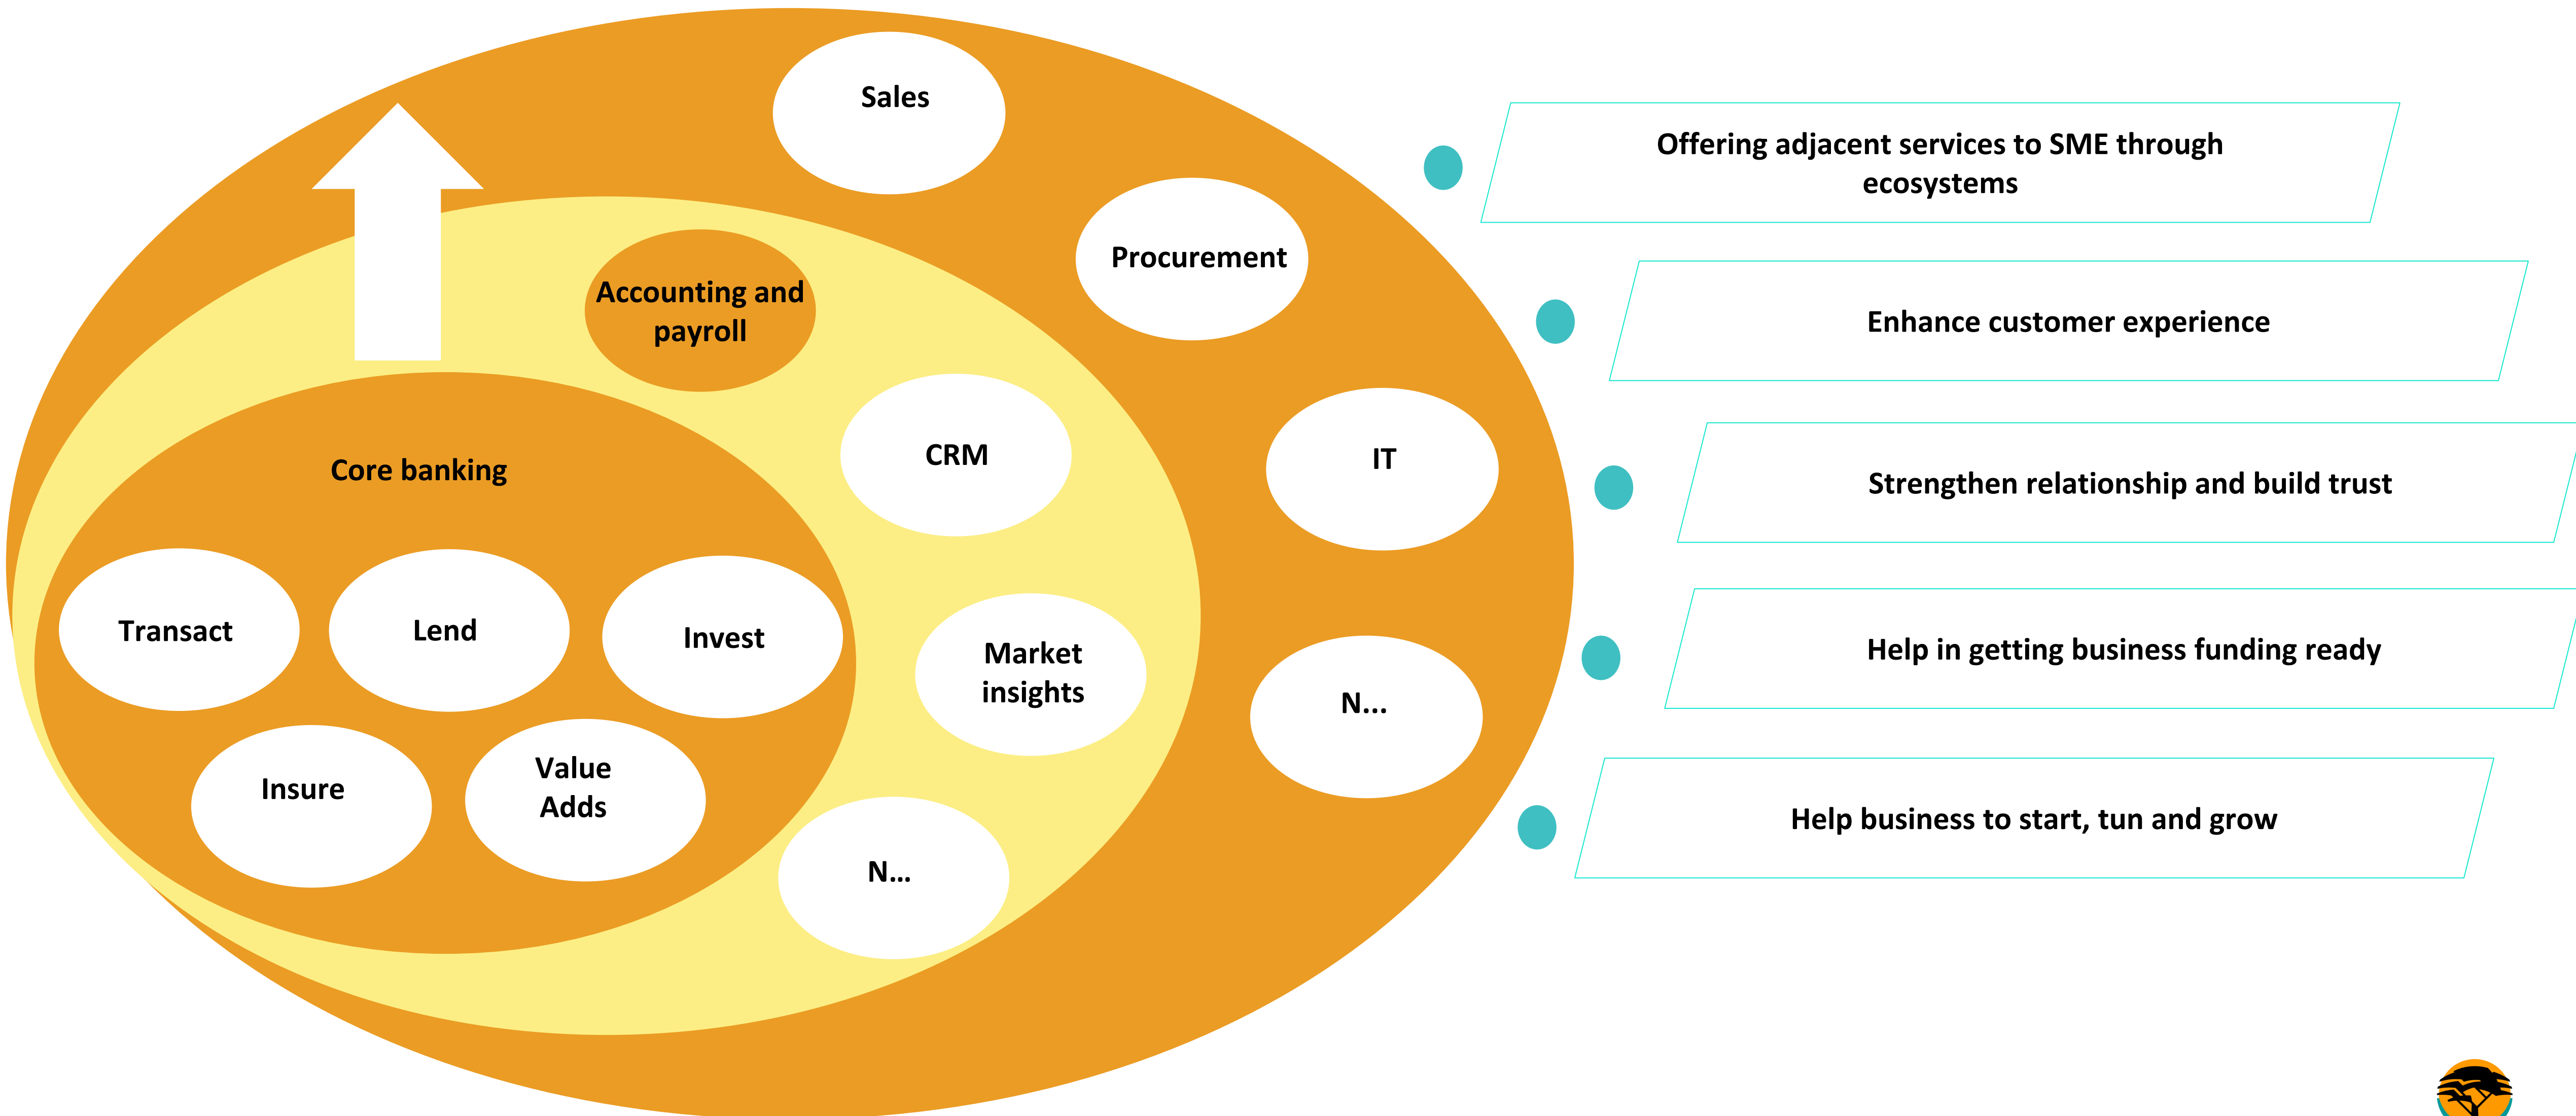 Sales
Procurement
Accounting and
payroll
CRM
IT
Core banking
Transact
Lend
Invest
Market
insights
N...
Insure
Value
Adds
N...
Offering adjacent services to SME through
ecosystems
Enhance customer experience
Strengthen relationship and build trust
Help in getting business funding ready
Help business to start, tun and grow